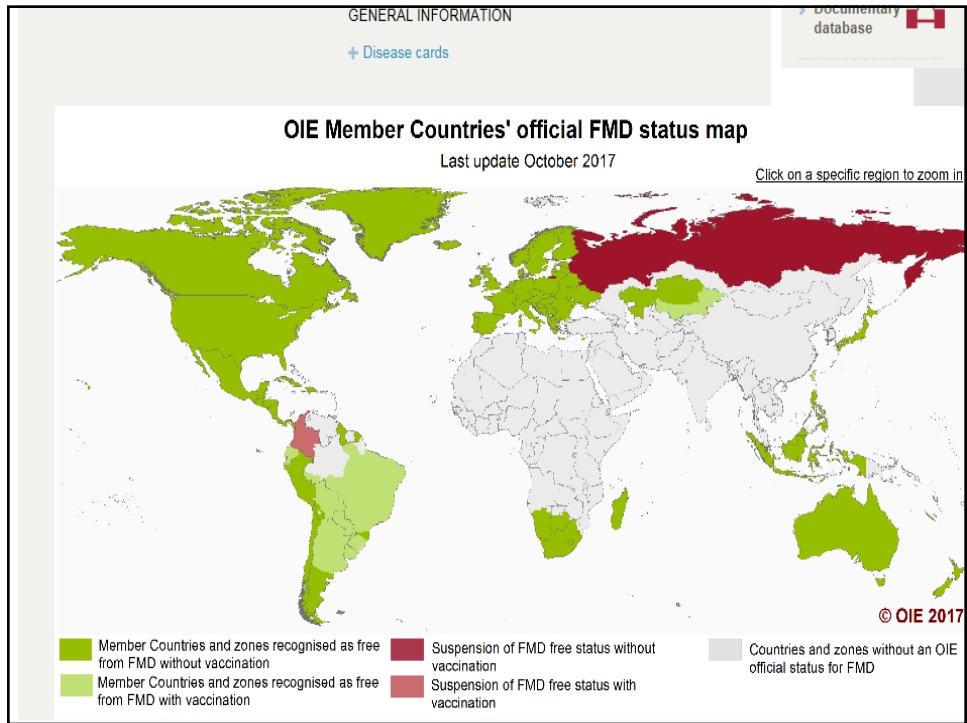 GENERAL INFORMATION
Documentary
database
+ Disease cards
OIE Member Countries' official FMD status map
Last update October 2017
Click on a specific region to zoom in
© OIE 2017
Member Countries and zones recognised as free
from FMD without vaccination
Member Countries and zones recognised as free
from FMD with vaccination
Suspension of FMD free status without
vaccination
Suspension of FMD free status with
vaccination
Countries and zones without an OIE
official status for FMD